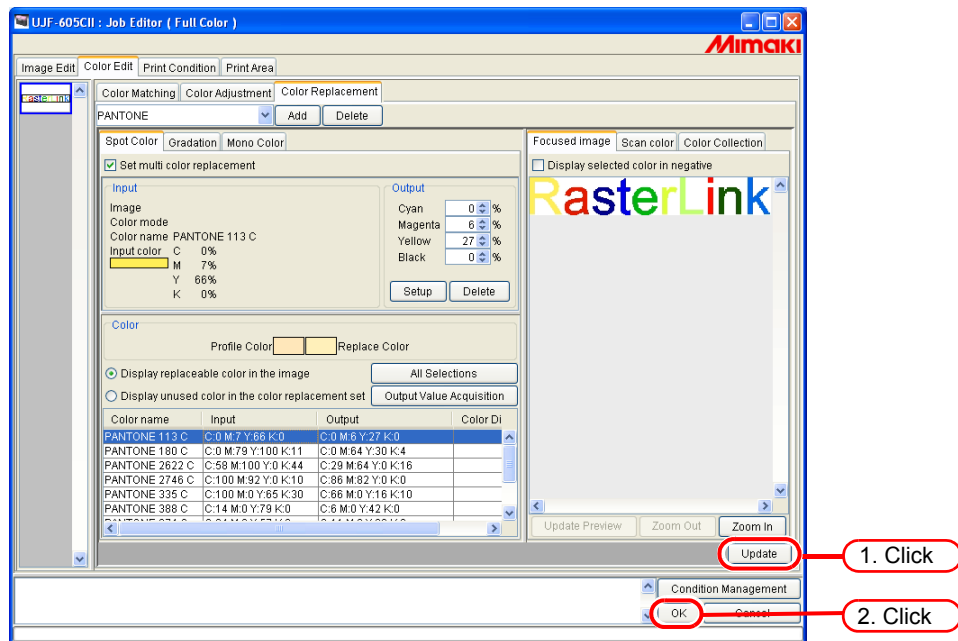 UJF-605CII : Job Editor ( Full Color )
Mimaki
Image Edit Color Edit Print Condition Print Area
RasterLink
Color Matching Color Adjustment Color Replacement
PANTONE Add Delete
Spot Color Gradation Mono Color
Set multi color replacement
Input
Image
Color mode
Color name PANTONE 113 C
Input color C 0%
M 7%
Y 66%
K 0%
Output
Cyan 0 %
Magenta 6 %
Yellow 27 %
Black 0 %
Setup Delete
Color
Profile Color Replace Color
Display replaceable color in the image All Selections
Display unused color in the color replacement set Output Value Acquisition
Color name Input Output Color Di
PANTONE 113 C C:0 M:7 Y:66 K:0 C:0 M:6 Y:27 K:0
PANTONE 180 C C:0 M:79 Y:100 K:11 C:0 M:64 Y:30 K:4
PANTONE 2622 C C:58 M:100 Y:0 K:44 C:29 M:64 Y:0 K:16
PANTONE 2746 C C:100 M:92 Y:0 K:10 C:86 M:82 Y:0 K:0
PANTONE 335 C C:100 M:0 Y:65 K:30 C:66 M:0 Y:16 K:10
PANTONE 388 C C:14 M:0 Y:79 K:0 C:6 M:0 Y:42 K:0
Focused image Scan color Color Collection
Display selected color in negative
RasterLink
Update Preview Zoom Out Zoom In
Update
1. Click
Condition Management
OK Cancel
2. Click